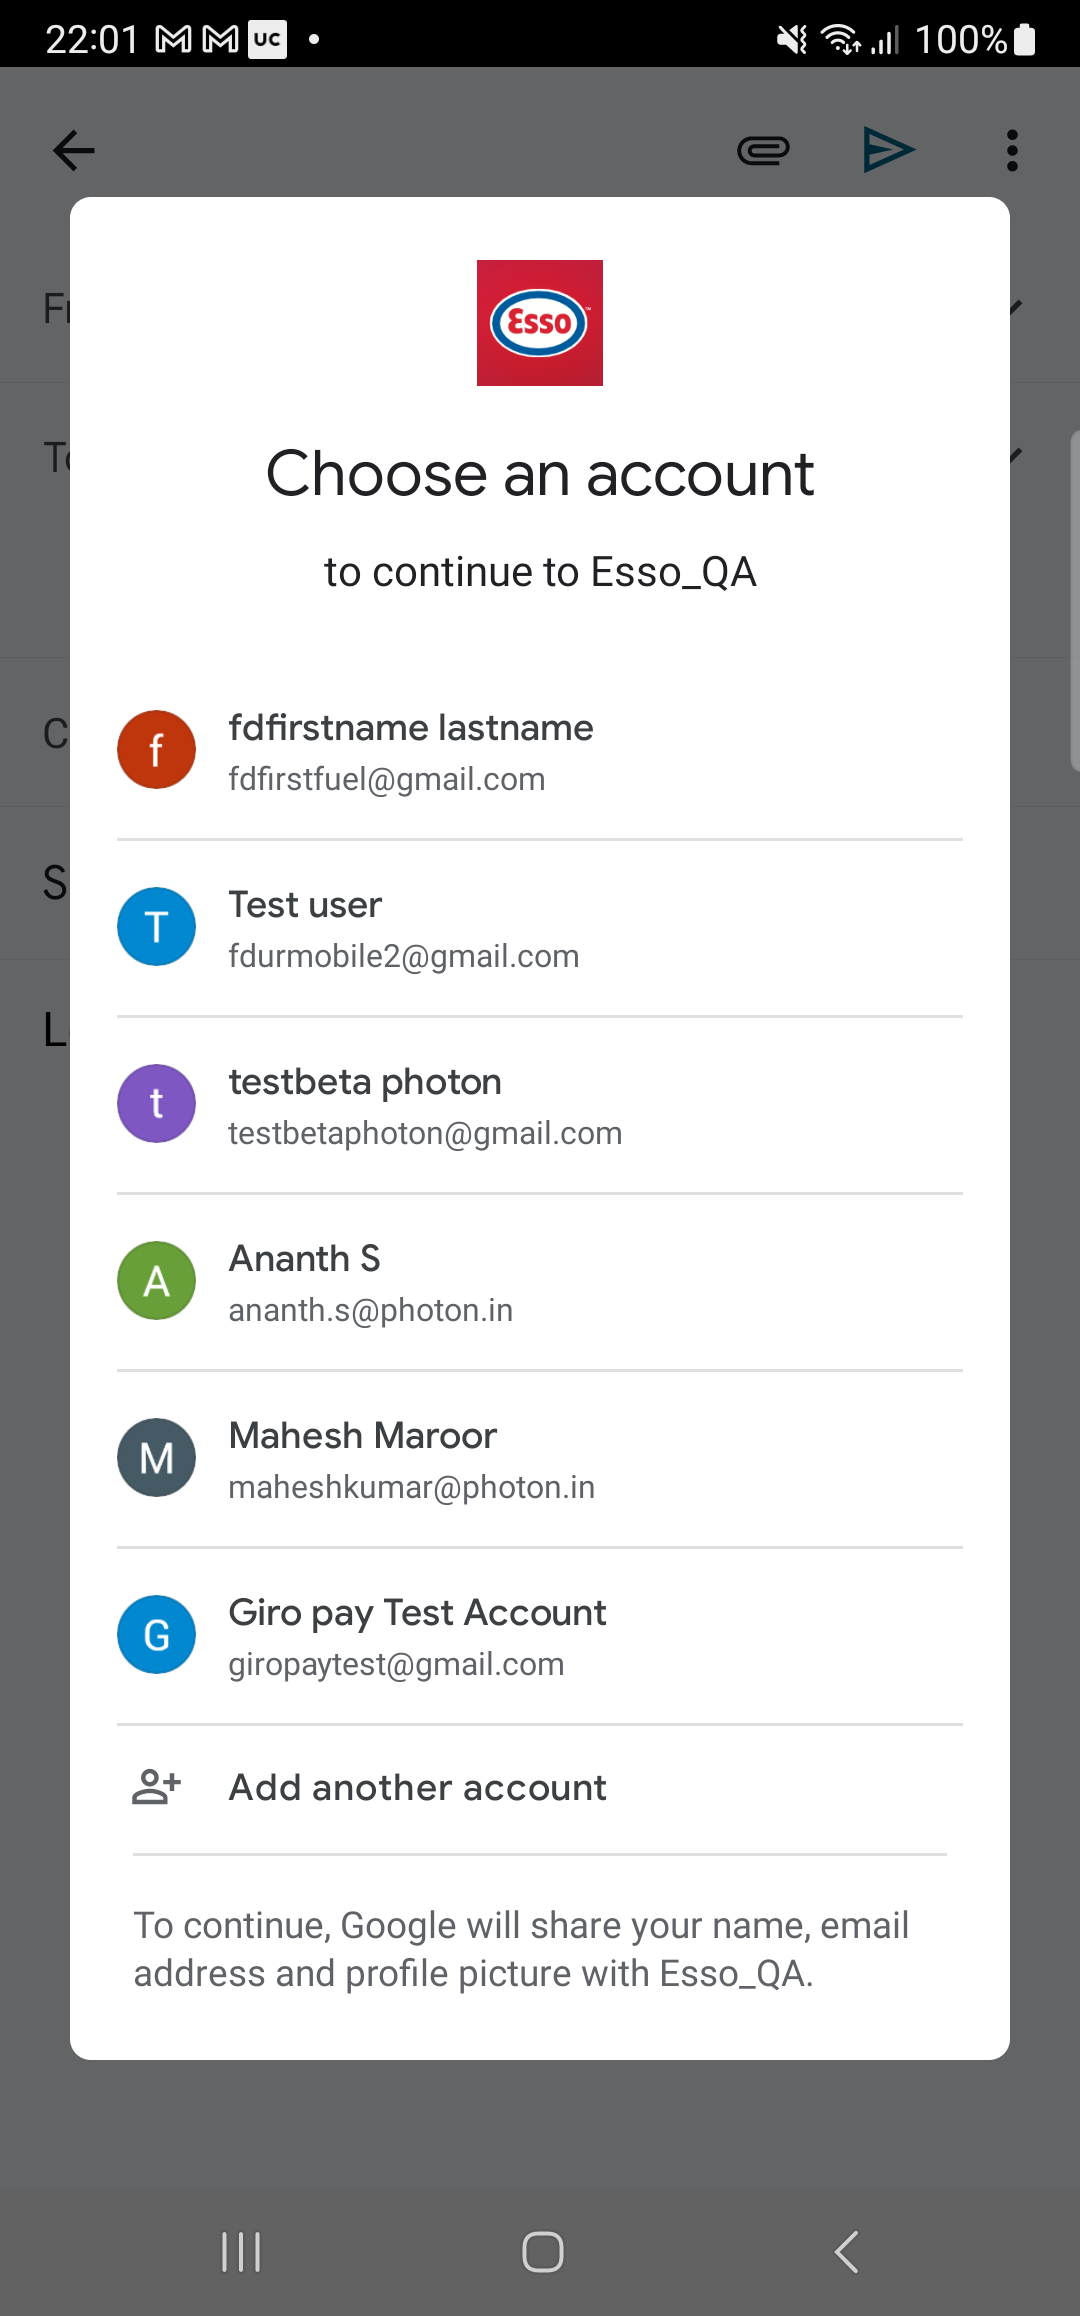 22:01 UC 100%
Esso
Choose an account
to continue to Esso_QA
f
fdfirstname lastname
fdfirstfuel@gmail.com
T
Test user
fdurmobile2@gmail.com
t
testbeta photon
testbetaphoton@gmail.com
A
Ananth S
ananth.s@photon.in
M
Mahesh Maroor
maheshkumar@photon.in
G
Giro pay Test Account
giropaytest@gmail.com
Add another account
To continue, Google will share your name, email
address and profile picture with Esso_QA.